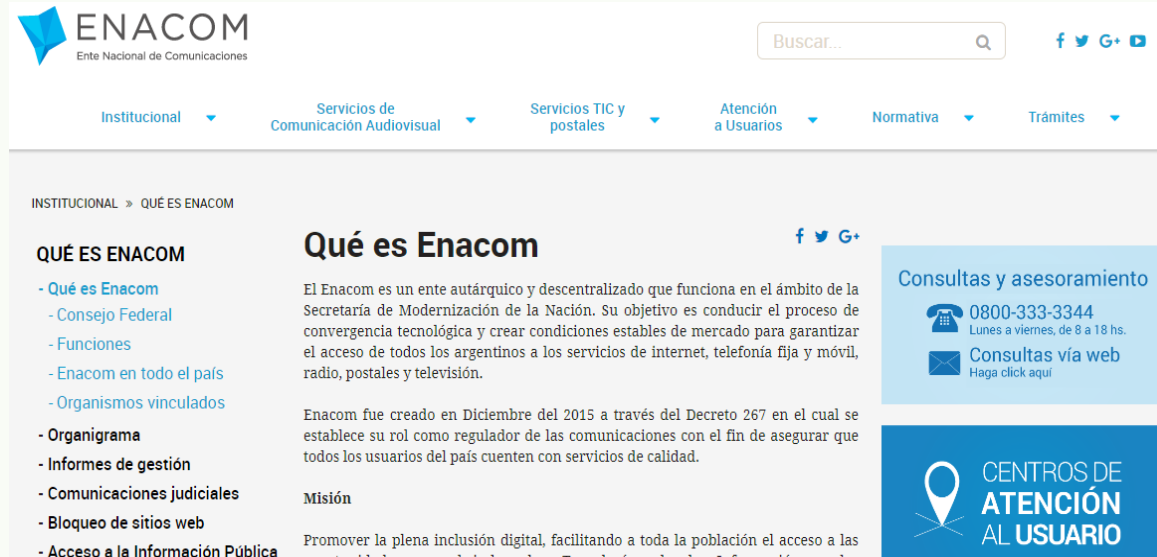 ENACOM
Ente Nacional de Comunicaciones
Buscar...
f G+
Institucional
Servicios de
Comunicación Audiovisual
Servicios TIC y
postales
Atención
a Usuarios
Normativa
Trámites
INSTITUCIONAL » QUÉ ES ENACOM
QUÉ ES ENACOM
- Qué es Enacom
- Consejo Federal
- Funciones
- Enacom en todo el país
- Organismos vinculados
- Organigrama
- Informes de gestión
- Comunicaciones judiciales
- Bloqueo de sitios web
- Acceso a la Información Pública
Qué es Enacom
f G+
El Enacom es un ente autárquico y descentralizado que funciona en el ámbito de la
Secretaría de Modernización de la Nación. Su objetivo es conducir el proceso de
convergencia tecnológica y crear condiciones estables de mercado para garantizar
el acceso de todos los argentinos a los servicios de internet, telefonía fija y móvil,
radio, postales y televisión.
Enacom fue creado en Diciembre del 2015 a través del Decreto 267 en el cual se
establece su rol como regulador de las comunicaciones con el fin de asegurar que
todos los usuarios del país cuenten con servicios de calidad.
Misión
Promover la plena inclusión digital, facilitando a toda la población el acceso a las
Consultas y asesoramiento
0800-333-3344
Lunes a viernes, de 8 a 18 hs.
Consultas vía web
Haga click aquí
CENTROS DE
ATENCIÓN
AL USUARIO